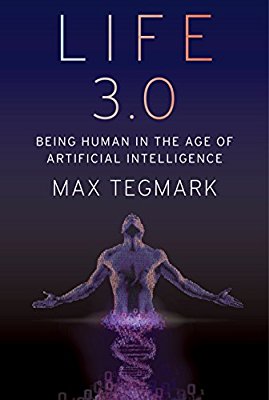 LIFE
3.0
BEING HUMAN IN THE AGE OF
ARTIFICIAL INTELLIGENCE
MAX TEGMARK